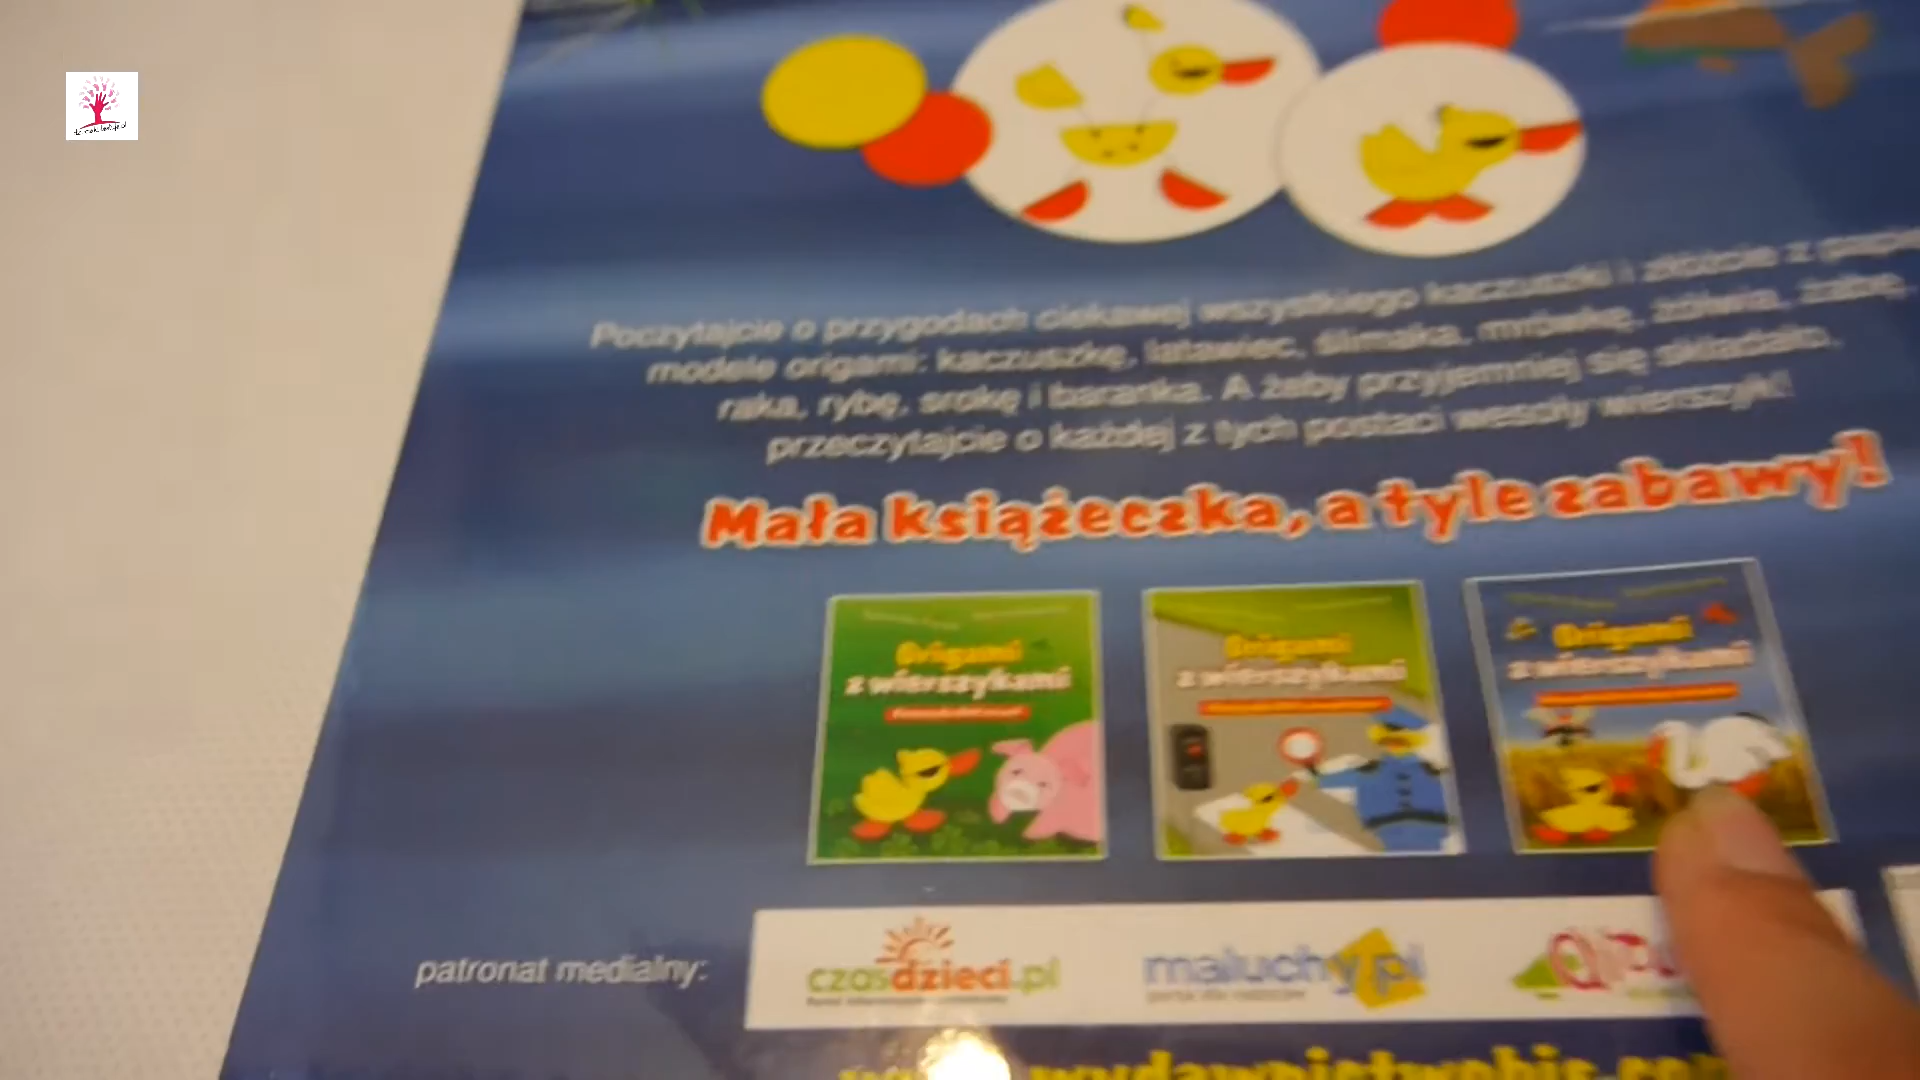 Poczytajcie o przygodach ciekawej wszystkiego kaczuszki i złóżcie z
modele origami: kaczuszkę, latawiec, ślimaka, mrówkę, żółwia, żabę,
raka, rybę, srokę i baranka. A żeby przyjemniej się składało,
przeczytajcie o każdej z tych postaci wesoły wierszyk!
Mała książeczka, a tyle zabawy!
Origami
z wierszykami
Origami
z wierszykami
Origami
z wierszykami
patronat medialny:
czasdzieci.pl
maluchy.pl